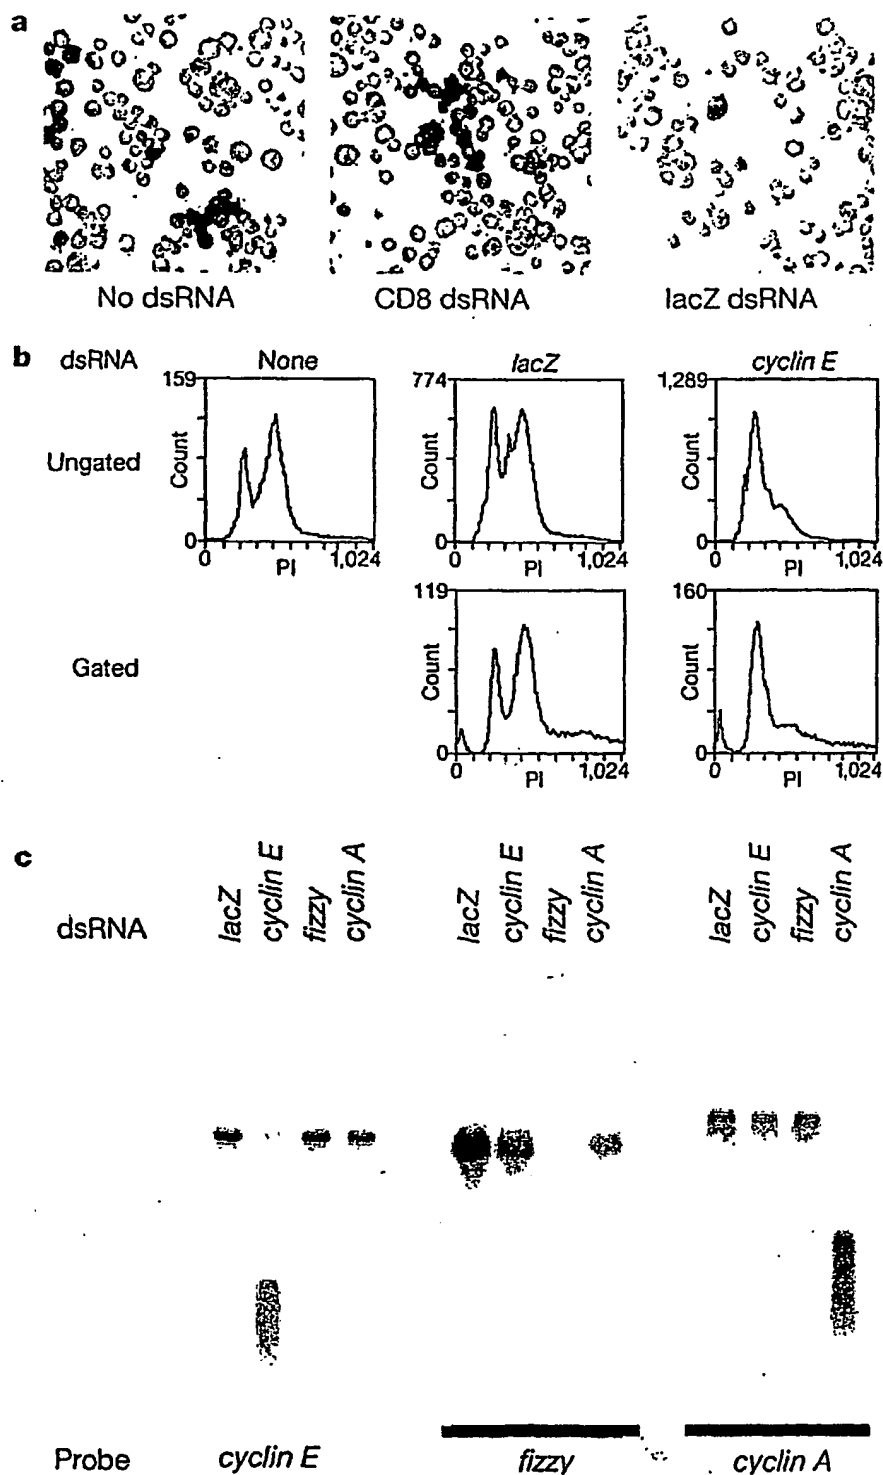 a
No dsRNA CD8 dsRNA lacZ dsRNA
b dsRNA None lacZ cyclin E
159 774 1,289
Ungated Count Count Count
0 0 0
0 1,024 0 1,024 0 1,024
PI PI PI
119 160
Gated Count Count
0 0
0 1,024 0 1,024
PI PI
c
dsRNA lacZ cyclin E fizzy cyclin A lacZ cyclin E fizzy cyclin A lacZ cyclin E fizzy cyclin A
Probe cyclin E fizzy cyclin A